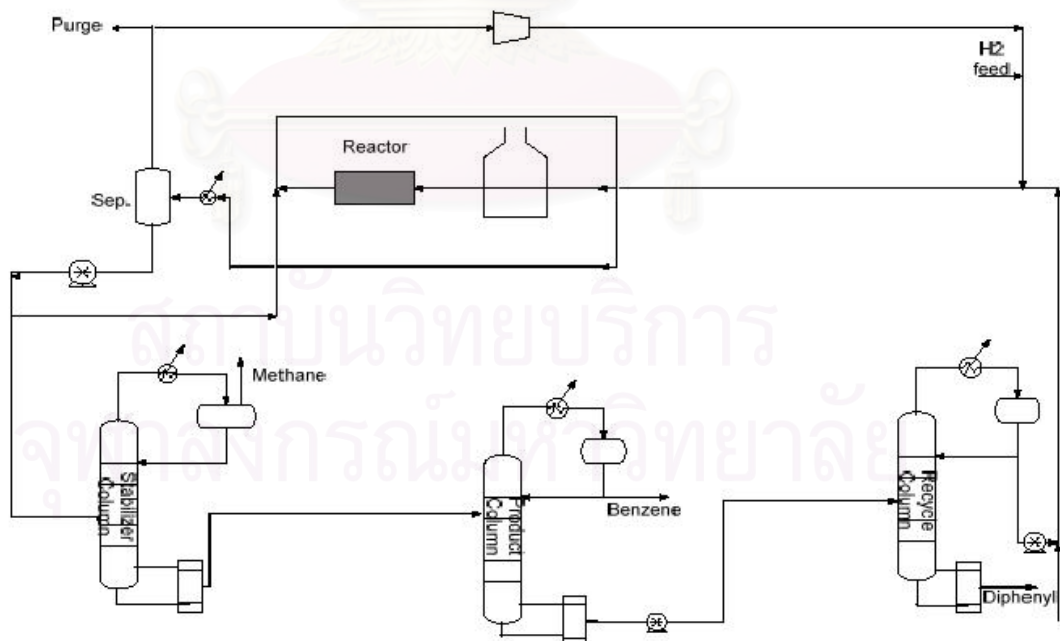 Purge
H2
feed
Reactor
Sep.
สถาบันวิทยบริการ
Methane
จุฬาลงกรณ์มหาวิทยาลัย
Stabilizer
Column
Product
Column
Benzene
Recycle
Column
Diphenyl